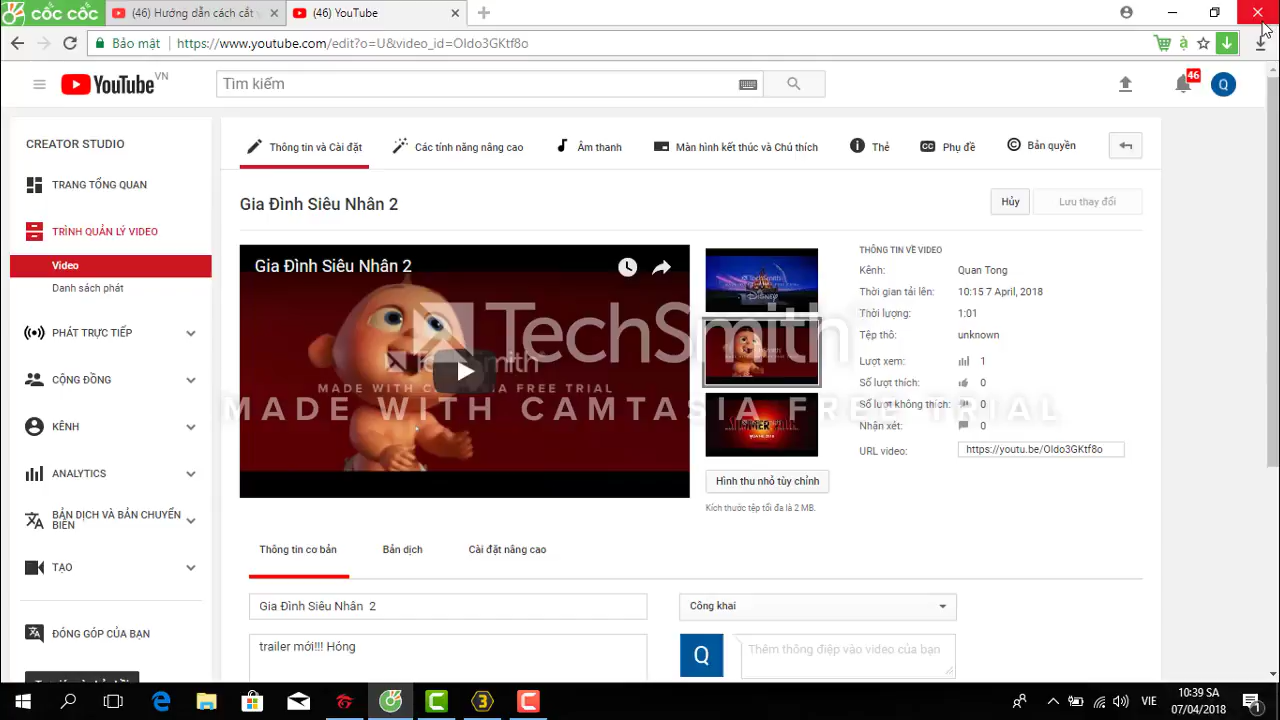 cốc cốc
(46) Hướng dẫn cách cắt v
(46) YouTube
Bảo mật
https://www.youtube.com/edit?o=U&video_id=OIdo3GKtf8o
YouTube VN
Tìm kiếm
46
Q
CREATOR STUDIO
TRANG TỔNG QUAN
TRÌNH QUẢN LÝ VIDEO
Video
Danh sách phát
PHÁT TRỰC TIẾP
CỘNG ĐỒNG
KÊNH
ANALYTICS
BẢN DỊCH VÀ BẢN CHUYỂN
BIÊN
TẠO
ĐÓNG GÓP CỦA BẠN
Thông tin và Cài đặt
Các tính năng nâng cao
Âm thanh
Màn hình kết thúc và Chú thích
Thẻ
Phụ đề
Bản quyền
Gia Đình Siêu Nhân 2
Hủy
Lưu thay đổi
Gia Đình Siêu Nhân 2
TechSmith
MADE WITH CAMTASIA FREE TRIAL
TechSmith
MADE WITH CAMTASIA FREE TRIAL
DISNEY
Hình thu nhỏ tùy chỉnh
Kích thước tệp tối đa là 2 MB.
THÔNG TIN VỀ VIDEO
Kênh: Quan Tong
Thời gian tải lên: 10:15 7 April, 2018
Thời lượng: 1:01
Tệp thô: unknown
Lượt xem: 1
Số lượt thích: 0
Số lượt không thích: 0
Nhận xét: 0
URL video: https://youtu.be/OIdo3GKtf8o
Thông tin cơ bản
Bản dịch
Cài đặt nâng cao
Gia Đình Siêu Nhân 2
Công khai
trailer mới!!! Hóng
Q
Thêm thông điệp vào video của bạn
VIE
10:39 SA
07/04/2018
1